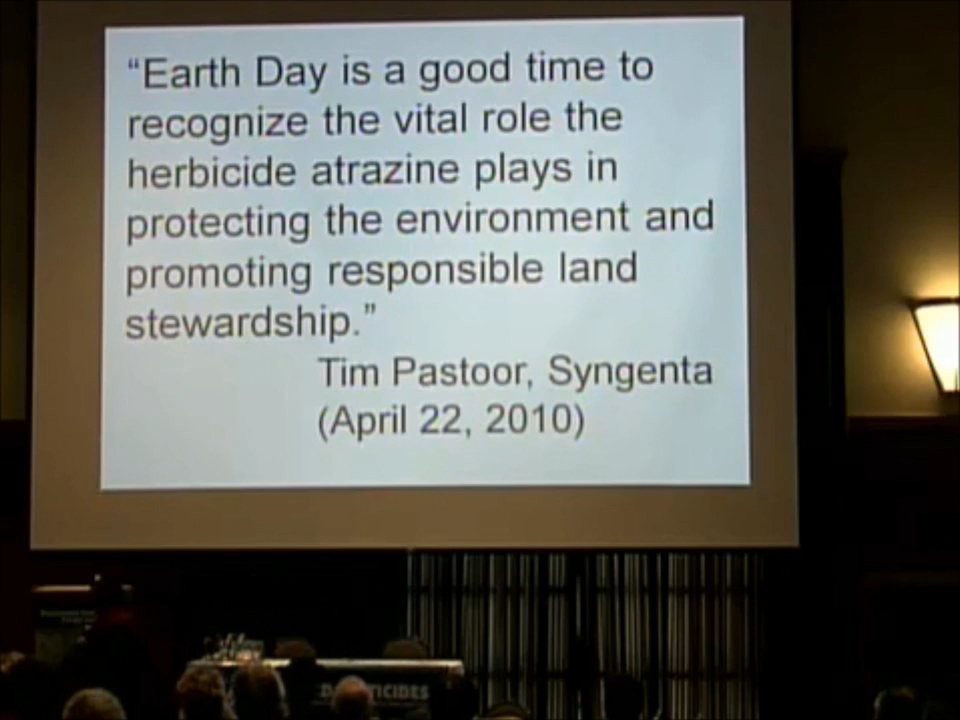 “Earth Day is a good time to
recognize the vital role the
herbicide atrazine plays in
protecting the environment and
promoting responsible land
stewardship.”
Tim Pastoor, Syngenta
(April 22, 2010)